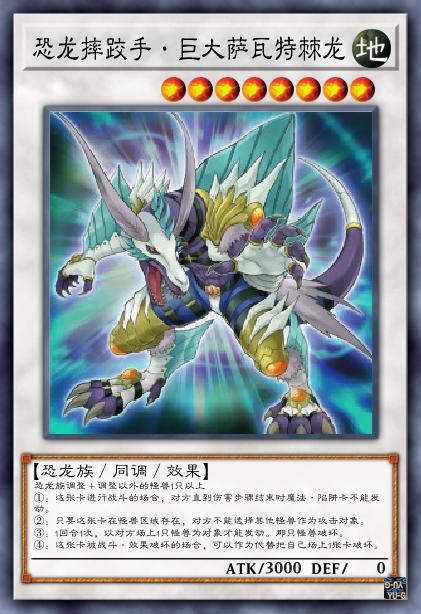 恐龙摔跤手·巨大萨瓦特棘龙
地
【恐龙族/同调/效果】
恐龙族调整+调整以外的怪兽1只以上
①:这张卡进行战斗的场合,对方直到伤害步骤结束时魔法·陷阱卡不能发
动。
②:只要这张卡在怪兽区域存在,对方不能选择其他怪兽作为攻击对象。
③:1回合1次,以对方场上1只怪兽为对象才能发动。那只怪兽破坏。
④:这张卡被战斗·效果破坏的场合,可以作为代替把自己场上1张卡破坏。
ATK/3000 DEF/ 0